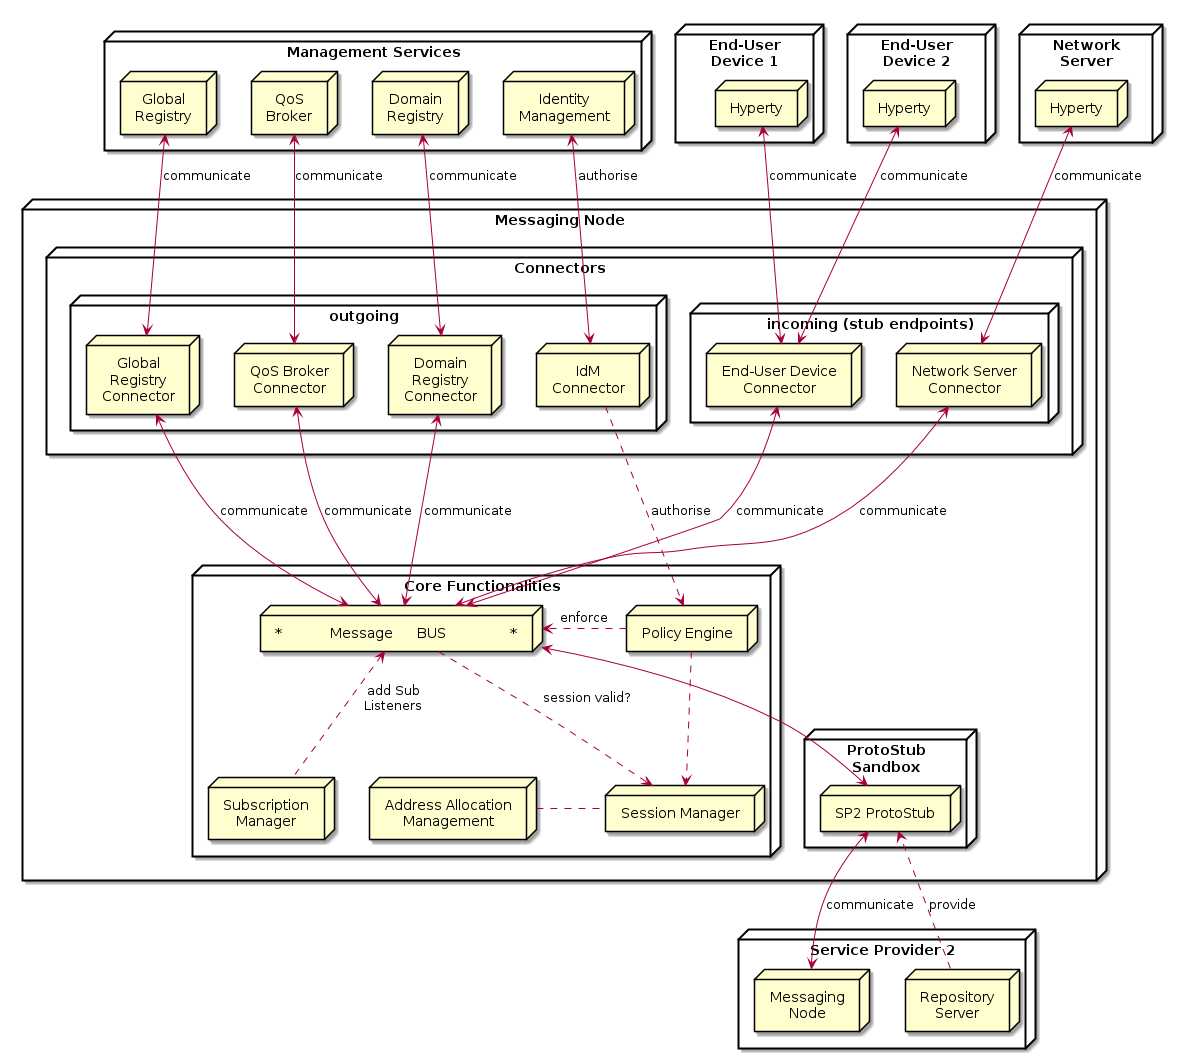 Management Services
Global
Registry
QoS
Broker
Domain
Registry
Identity
Management
End-User
Device 1
Hyperty
End-User
Device 2
Hyperty
Network
Server
Hyperty
communicate
communicate
communicate
authorise
communicate
communicate
communicate
Messaging Node
Connectors
outgoing
Global
Registry
Connector
QoS Broker
Connector
Domain
Registry
Connector
IdM
Connector
incoming (stub endpoints)
End-User Device
Connector
Network Server
Connector
communicate
communicate
communicate
authorise
communicate
communicate
Core Functionalities
* Message BUS *
enforce
Policy Engine
add Sub
Listeners
session valid?
Subscription
Manager
Address Allocation
Management
Session Manager
ProtoStub
Sandbox
SP2 ProtoStub
communicate
provide
Service Provider 2
Messaging
Node
Repository
Server